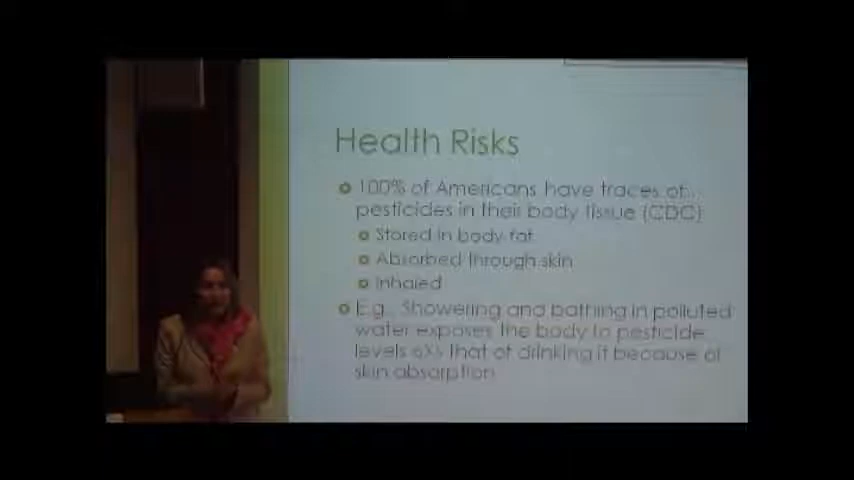 Health Risks
100% of Americans have traces of..
pesticides in their body tissue (CDC)
Stored in body fat
Absorbed through skin
Inhaled
E.g., Showering and bathing in polluted
water exposes the body to pesticide
levels 6Xs that of drinking it because of
skin absorption